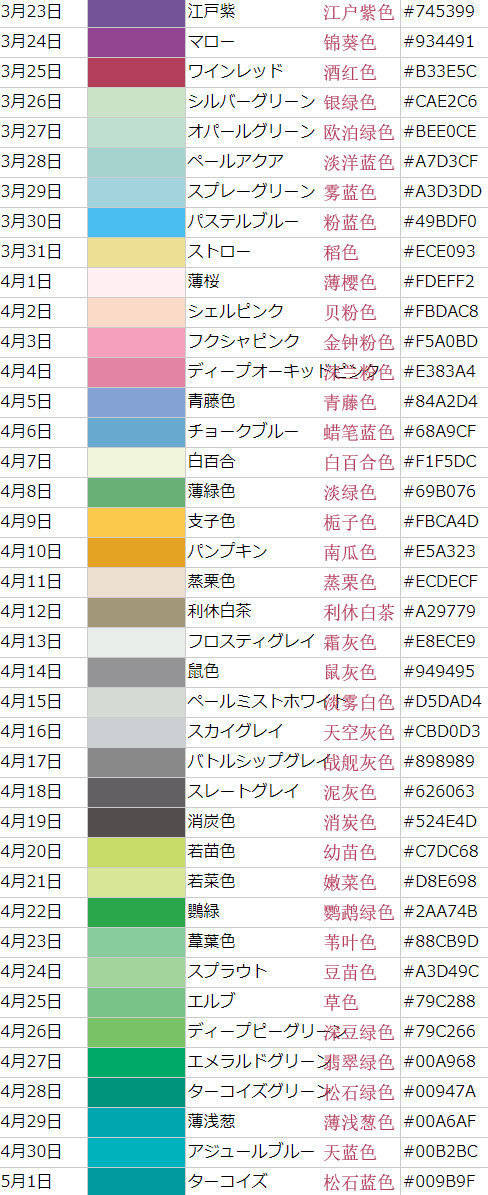 3月23日 江戸紫 江户紫色 #745399
3月24日 マロー 锦葵色 #934491
3月25日 ワインレッド 酒红色 #B33E5C
3月26日 シルバーグリーン 银绿色 #CAE2C6
3月27日 オパールグリーン 欧泊绿色 #BEE0CE
3月28日 ペールアクア 淡洋蓝色 #A7D3CF
3月29日 スプレーグリーン 雾蓝色 #A3D3DD
3月30日 パステルブルー 粉蓝色 #49BDF0
3月31日 ストロー 稻色 #ECE093
4月1日 薄桜 薄樱色 #FDEFF2
4月2日 シェルピンク 贝粉色 #FBDAC8
4月3日 フクシャピンク 金钟粉色 #F5A0BD
4月4日 ディープオーキッドピンク 深兰粉色 #E383A4
4月5日 青藤色 青藤色 #84A2D4
4月6日 チョークブルー 蜡笔蓝色 #68A9CF
4月7日 白百合 白百合色 #F1F5DC
4月8日 薄緑色 淡绿色 #69B076
4月9日 支子色 栀子色 #FBCA4D
4月10日 パンプキン 南瓜色 #E5A323
4月11日 蒸栗色 蒸栗色 #ECDECF
4月12日 利休白茶 利休白茶 #A29779
4月13日 フロスティグレイ 霜灰色 #E8ECE9
4月14日 鼠色 鼠灰色 #949495
4月15日 ペールミストホワイト 淡雾白色 #D5DAD4
4月16日 スカイグレイ 天空灰色 #CBD0D3
4月17日 バトルシップグレイ 战舰灰色 #898989
4月18日 スレートグレイ 泥灰色 #626063
4月19日 消炭色 消炭色 #524E4D
4月20日 若苗色 幼苗色 #C7DC68
4月21日 若菜色 嫩菜色 #D8E698
4月22日 鸚緑 鹦鹉绿色 #2AA74B
4月23日 葦葉色 苇叶色 #88CB9D
4月24日 スプラウト 豆苗色 #A3D49C
4月25日 エルブ 草色 #79C288
4月26日 ディープピーグリーン 深豆绿色 #79C266
4月27日 エメラルドグリーン 翡翠绿色 #00A968
4月28日 ターコイズグリーン 松石绿色 #00947A
4月29日 薄浅葱 薄浅葱色 #00A6AF
4月30日 アジュールブルー 天蓝色 #00B2BC
5月1日 ターコイズ 松石蓝色 #009B9F